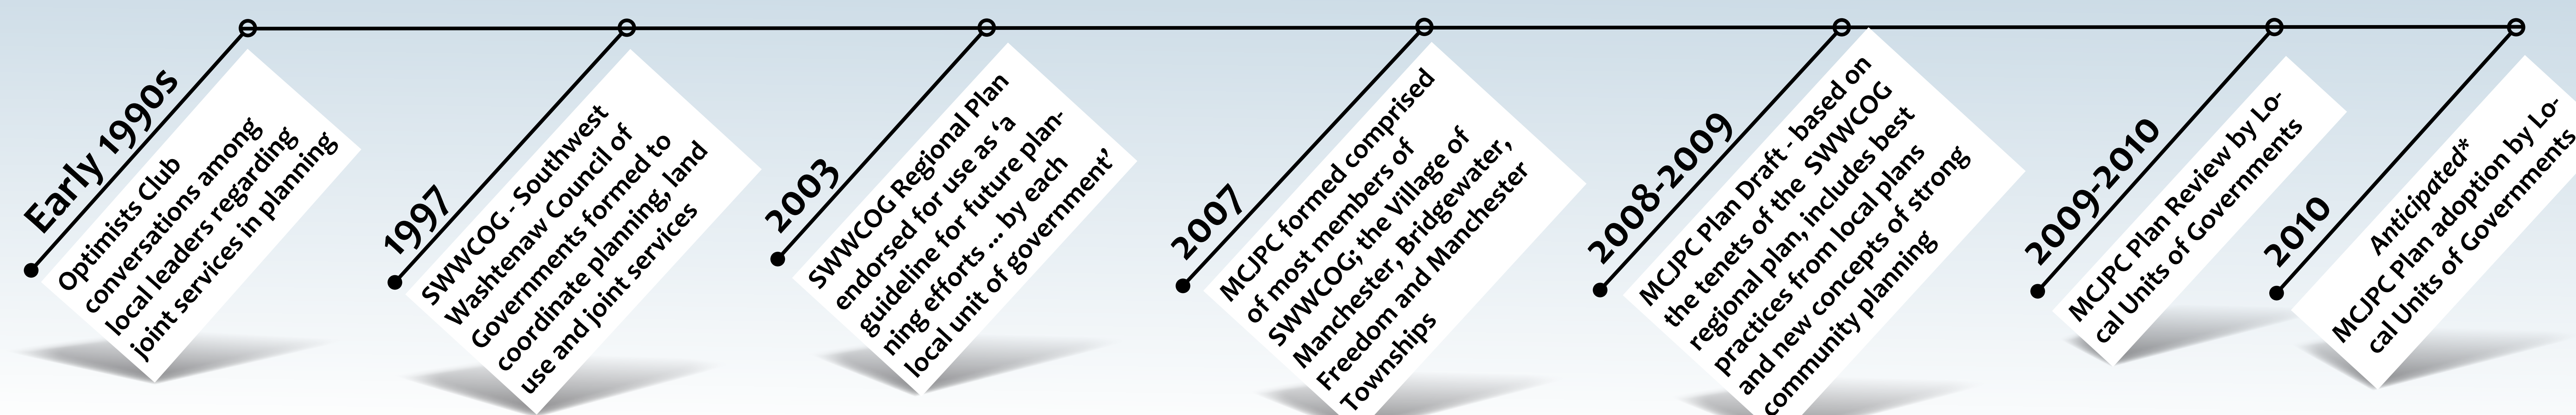 Early 1990s
Optimists Club
conversations among
local leaders regarding
joint services in planning
1997
SWWCOG - Southwest
Washtenaw Council of
Governments formed to
coordinate planning, land
use and joint services
2003
SWWCOG Regional Plan
endorsed for use as ‘a
guideline for future plan-
ning efforts ... by each
local unit of government’
2007
MCJPC formed comprised
of most members of
SWWCOG; the Village of
Manchester, Bridgewater,
Freedom and Manchester
Townships
2008-2009
MCJPC Plan Draft - based on
the tenets of the SWWCOG
regional plan, includes best
practices from local plans
and new concepts of strong
community planning
2009-2010
MCJPC Plan Review by Lo-
cal Units of Governments
2010
Anticipated*
MCJPC Plan adoption by Lo-
cal Units of Governments